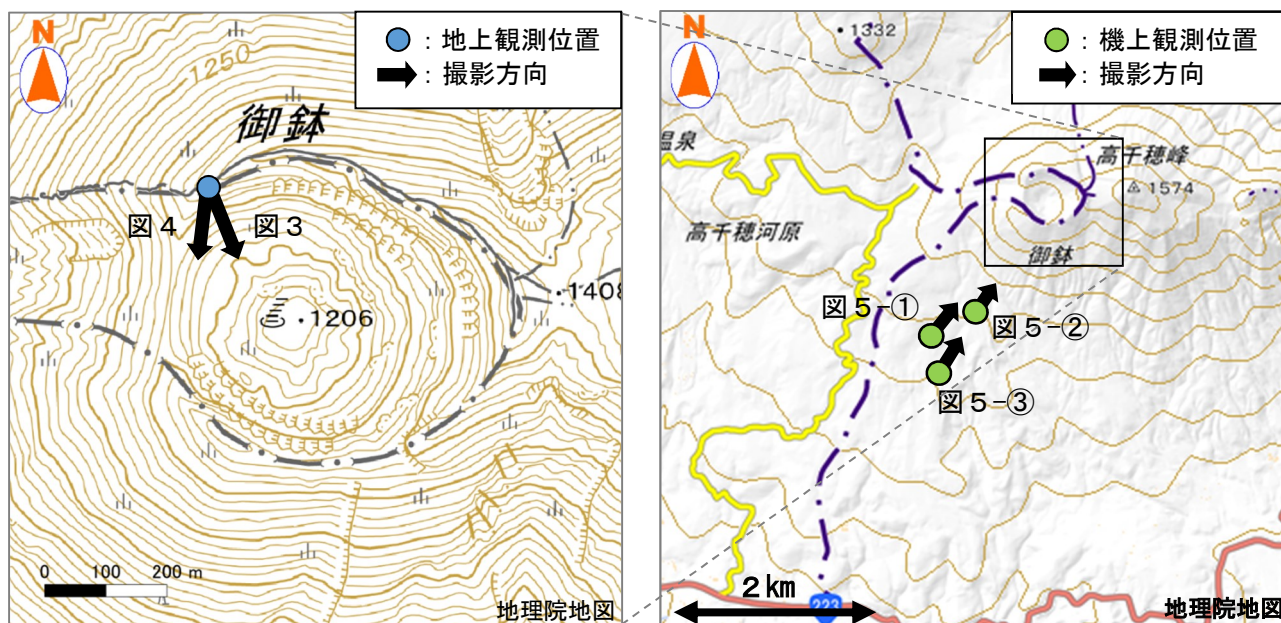 N
：地上観測位置
：撮影方向
1250
御鉢
図４
図３
1408
・1206
0 100 200 m
地理院地図
N
：機上観測位置
：撮影方向
・1332
温泉
高千穂峰
1574
高千穂河原
御鉢
図５-①
図５-②
図５-③
２km
223
地理院地図